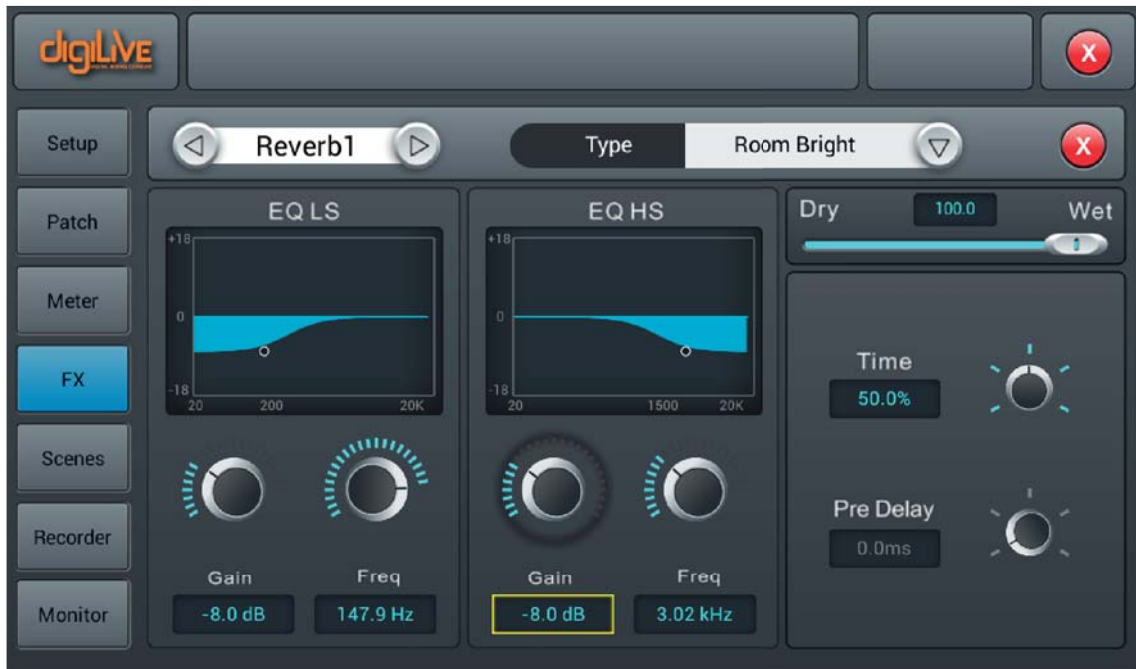 digiLiVE
X
Setup
Patch
Meter
FX
Scenes
Recorder
Monitor
Reverb1
Type
Room Bright
X
EQ LS
+18
0
-18
20
200
20K
Gain
Freq
-8.0 dB
147.9 Hz
EQ HS
+18
0
-18
20
1500
20K
Gain
Freq
-8.0 dB
3.02 kHz
Dry
100.0
Wet
Time
50.0%
Pre Delay
0.0ms